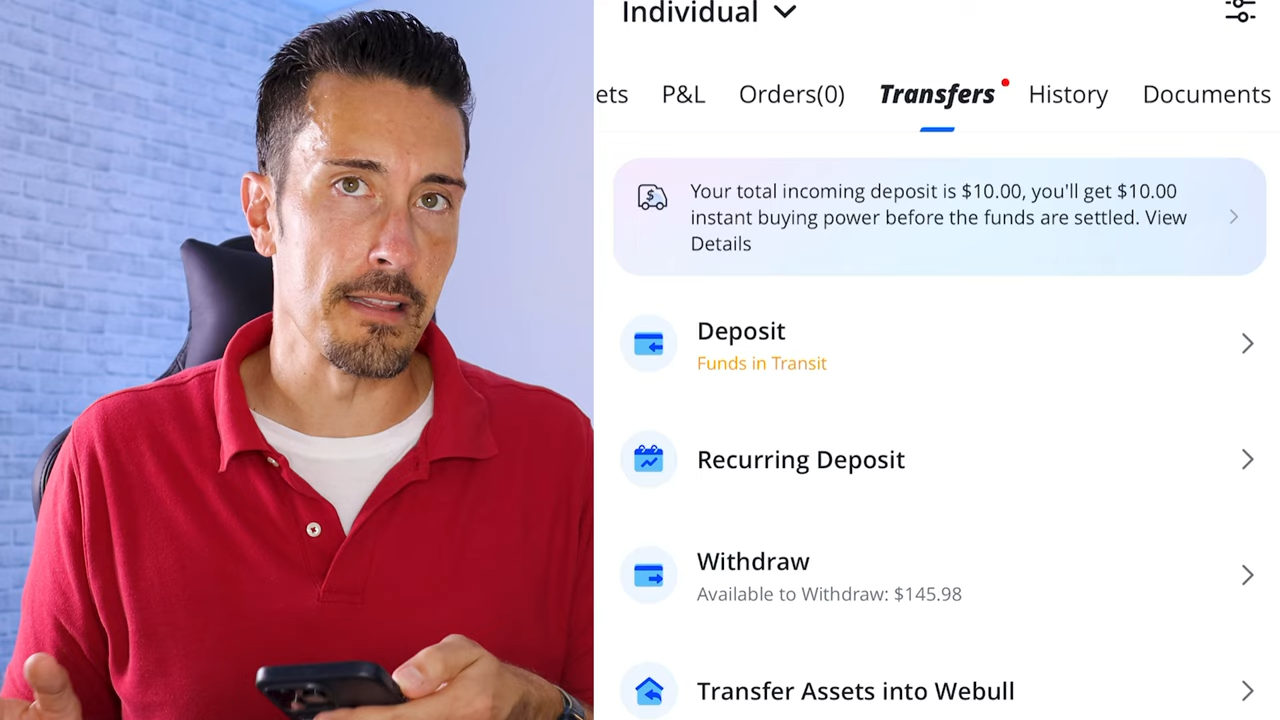 Individual
ets P&L Orders(0) Transfers History Documents
Your total incoming deposit is $10.00, you'll get $10.00
instant buying power before the funds are settled. View
Details
Deposit
Funds in Transit
Recurring Deposit
Withdraw
Available to Withdraw: $145.98
Transfer Assets into Webull